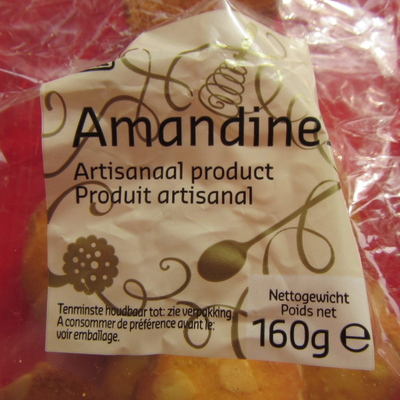 Amandine
Artisanaal product
Produit artisanal
Tenminste houdbaar tot: zie verpakking
A consommer de préférence avant le:
voir emballage.
Nettogewicht
Poids net
160g e